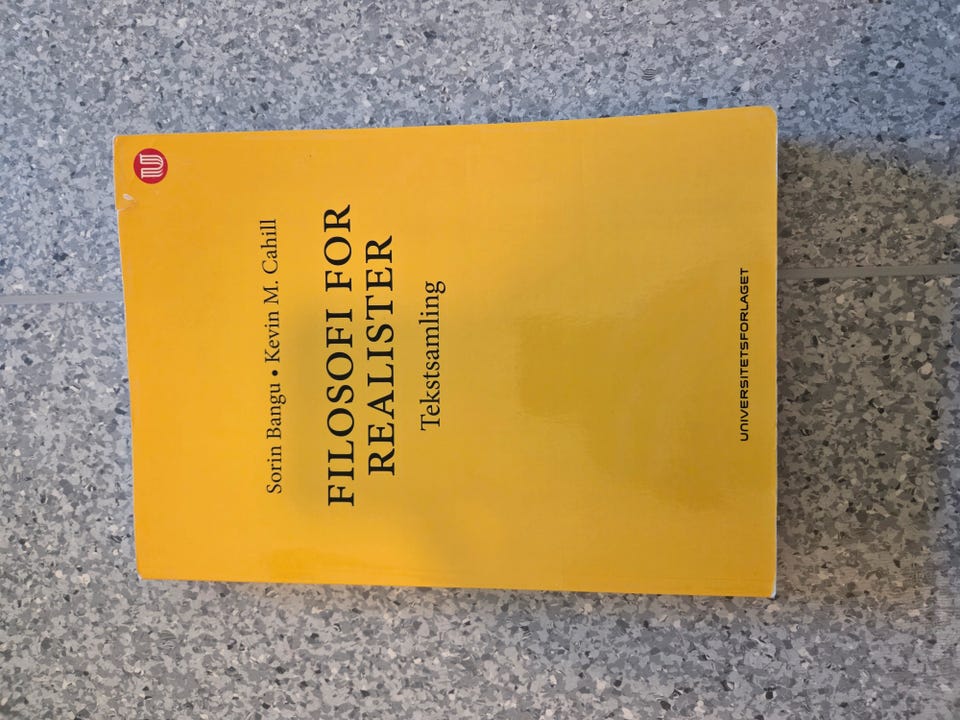 Sorin Bangu • Kevin M. Cahill
FILOSOFI FOR
REALISTER
Tekstsamling
UNIVERSITETSFORLAGET